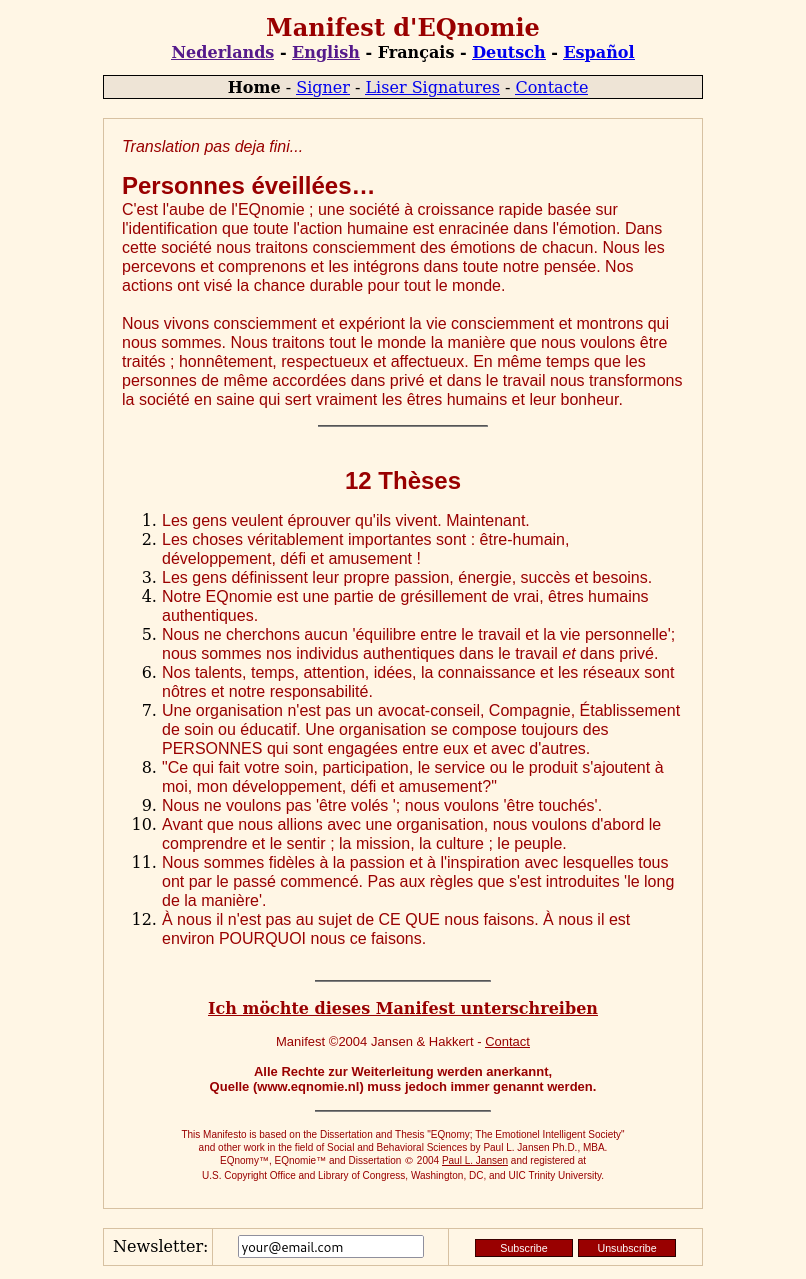 Manifest d'EQnomie
Nederlands - English - Français - Deutsch - Español
Home - Signer - Liser Signatures - Contacte
Translation pas deja fini...
Personnes éveillées…
C'est l'aube de l'EQnomie ; une société à croissance rapide basée sur
l'identification que toute l'action humaine est enracinée dans l'émotion. Dans
cette société nous traitons consciemment des émotions de chacun. Nous les
percevons et comprenons et les intégrons dans toute notre pensée. Nos
actions ont visé la chance durable pour tout le monde.
Nous vivons consciemment et expériont la vie consciemment et montrons qui
nous sommes. Nous traitons tout le monde la manière que nous voulons être
traités ; honnêtement, respectueux et affectueux. En même temps que les
personnes de même accordées dans privé et dans le travail nous transformons
la société en saine qui sert vraiment les êtres humains et leur bonheur.
12 Thèses
1. Les gens veulent éprouver qu'ils vivent. Maintenant.
2. Les choses véritablement importantes sont : être-humain,
développement, défi et amusement !
3. Les gens définissent leur propre passion, énergie, succès et besoins.
4. Notre EQnomie est une partie de grésillement de vrai, êtres humains
authentiques.
5. Nous ne cherchons aucun 'équilibre entre le travail et la vie personnelle';
nous sommes nos individus authentiques dans le travail et dans privé.
6. Nos talents, temps, attention, idées, la connaissance et les réseaux sont
nôtres et notre responsabilité.
7. Une organisation n'est pas un avocat-conseil, Compagnie, Établissement
de soin ou éducatif. Une organisation se compose toujours des
PERSONNES qui sont engagées entre eux et avec d'autres.
8. "Ce qui fait votre soin, participation, le service ou le produit s'ajoutent à
moi, mon développement, défi et amusement?"
9. Nous ne voulons pas 'être volés '; nous voulons 'être touchés'.
10. Avant que nous allions avec une organisation, nous voulons d'abord le
comprendre et le sentir ; la mission, la culture ; le peuple.
11. Nous sommes fidèles à la passion et à l'inspiration avec lesquelles tous
ont par le passé commencé. Pas aux règles que s'est introduites 'le long
de la manière'.
12. À nous il n'est pas au sujet de CE QUE nous faisons. À nous il est
environ POURQUOI nous ce faisons.
Ich möchte dieses Manifest unterschreiben
Manifest ©2004 Jansen & Hakkert - Contact
Alle Rechte zur Weiterleitung werden anerkannt,
Quelle (www.eqnomie.nl) muss jedoch immer genannt werden.
This Manifesto is based on the Dissertation and Thesis "EQnomy; The Emotionel Intelligent Society"
and other work in the field of Social and Behavioral Sciences by Paul L. Jansen Ph.D., MBA.
EQnomy™, EQnomie™ and Dissertation © 2004 Paul L. Jansen and registered at
U.S. Copyright Office and Library of Congress, Washington, DC, and UIC Trinity University.
Newsletter: your@email.com Subscribe Unsubscribe